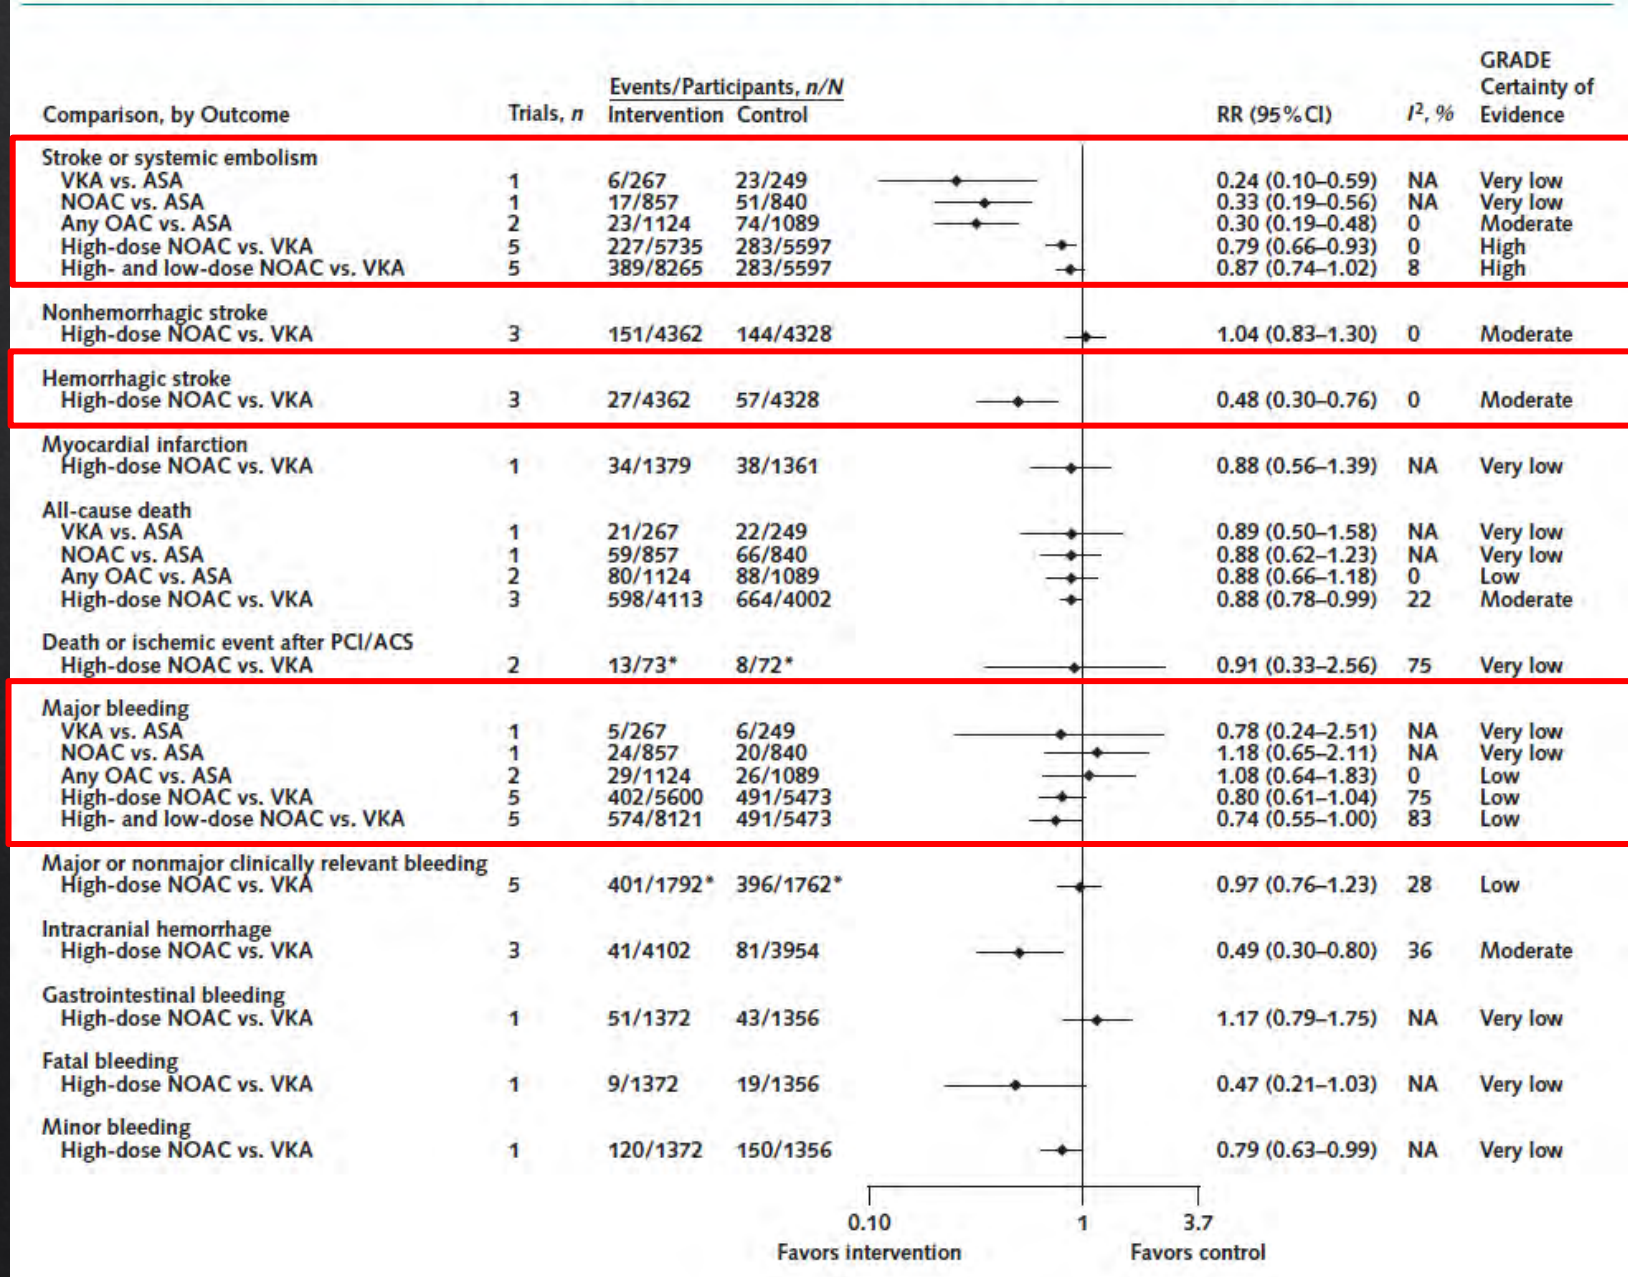 GRADE
Events/Participants, n/N Certainty of
Comparison, by Outcome Trials, n Intervention Control RR (95% CI) I², % Evidence
Stroke or systemic embolism
VKA vs. ASA 1 6/267 23/249 0.24 (0.10–0.59) NA Very low
NOAC vs. ASA 1 17/857 51/840 0.33 (0.19–0.56) NA Very low
Any OAC vs. ASA 2 23/1124 74/1089 0.30 (0.19–0.48) 0 Moderate
High-dose NOAC vs. VKA 5 227/5735 283/5597 0.79 (0.66–0.93) 0 High
High- and low-dose NOAC vs. VKA 5 389/8265 283/5597 0.87 (0.74–1.02) 8 High
Nonhemorrhagic stroke
High-dose NOAC vs. VKA 3 151/4362 144/4328 1.04 (0.83–1.30) 0 Moderate
Hemorrhagic stroke
High-dose NOAC vs. VKA 3 27/4362 57/4328 0.48 (0.30–0.76) 0 Moderate
Myocardial infarction
High-dose NOAC vs. VKA 1 34/1379 38/1361 0.88 (0.56–1.39) NA Very low
All-cause death
VKA vs. ASA 1 21/267 22/249 0.89 (0.50–1.58) NA Very low
NOAC vs. ASA 1 59/857 66/840 0.88 (0.62–1.23) NA Very low
Any OAC vs. ASA 2 80/1124 88/1089 0.88 (0.66–1.18) 0 Low
High-dose NOAC vs. VKA 3 598/4113 664/4002 0.88 (0.78–0.99) 22 Moderate
Death or ischemic event after PCI/ACS
High-dose NOAC vs. VKA 2 13/73* 8/72* 0.91 (0.33–2.56) 75 Very low
Major bleeding
VKA vs. ASA 1 5/267 6/249 0.78 (0.24–2.51) NA Very low
NOAC vs. ASA 1 24/857 20/840 1.18 (0.65–2.11) NA Very low
Any OAC vs. ASA 2 29/1124 26/1089 1.08 (0.64–1.83) 0 Low
High-dose NOAC vs. VKA 5 402/5600 491/5473 0.80 (0.61–1.04) 75 Low
High- and low-dose NOAC vs. VKA 5 574/8121 491/5473 0.74 (0.55–1.00) 83 Low
Major or nonmajor clinically relevant bleeding
High-dose NOAC vs. VKA 5 401/1792* 396/1762* 0.97 (0.76–1.23) 28 Low
Intracranial hemorrhage
High-dose NOAC vs. VKA 3 41/4102 81/3954 0.49 (0.30–0.80) 36 Moderate
Gastrointestinal bleeding
High-dose NOAC vs. VKA 1 51/1372 43/1356 1.17 (0.79–1.75) NA Very low
Fatal bleeding
High-dose NOAC vs. VKA 1 9/1372 19/1356 0.47 (0.21–1.03) NA Very low
Minor bleeding
High-dose NOAC vs. VKA 1 120/1372 150/1356 0.79 (0.63–0.99) NA Very low
0.10 1 3.7
Favors intervention Favors control